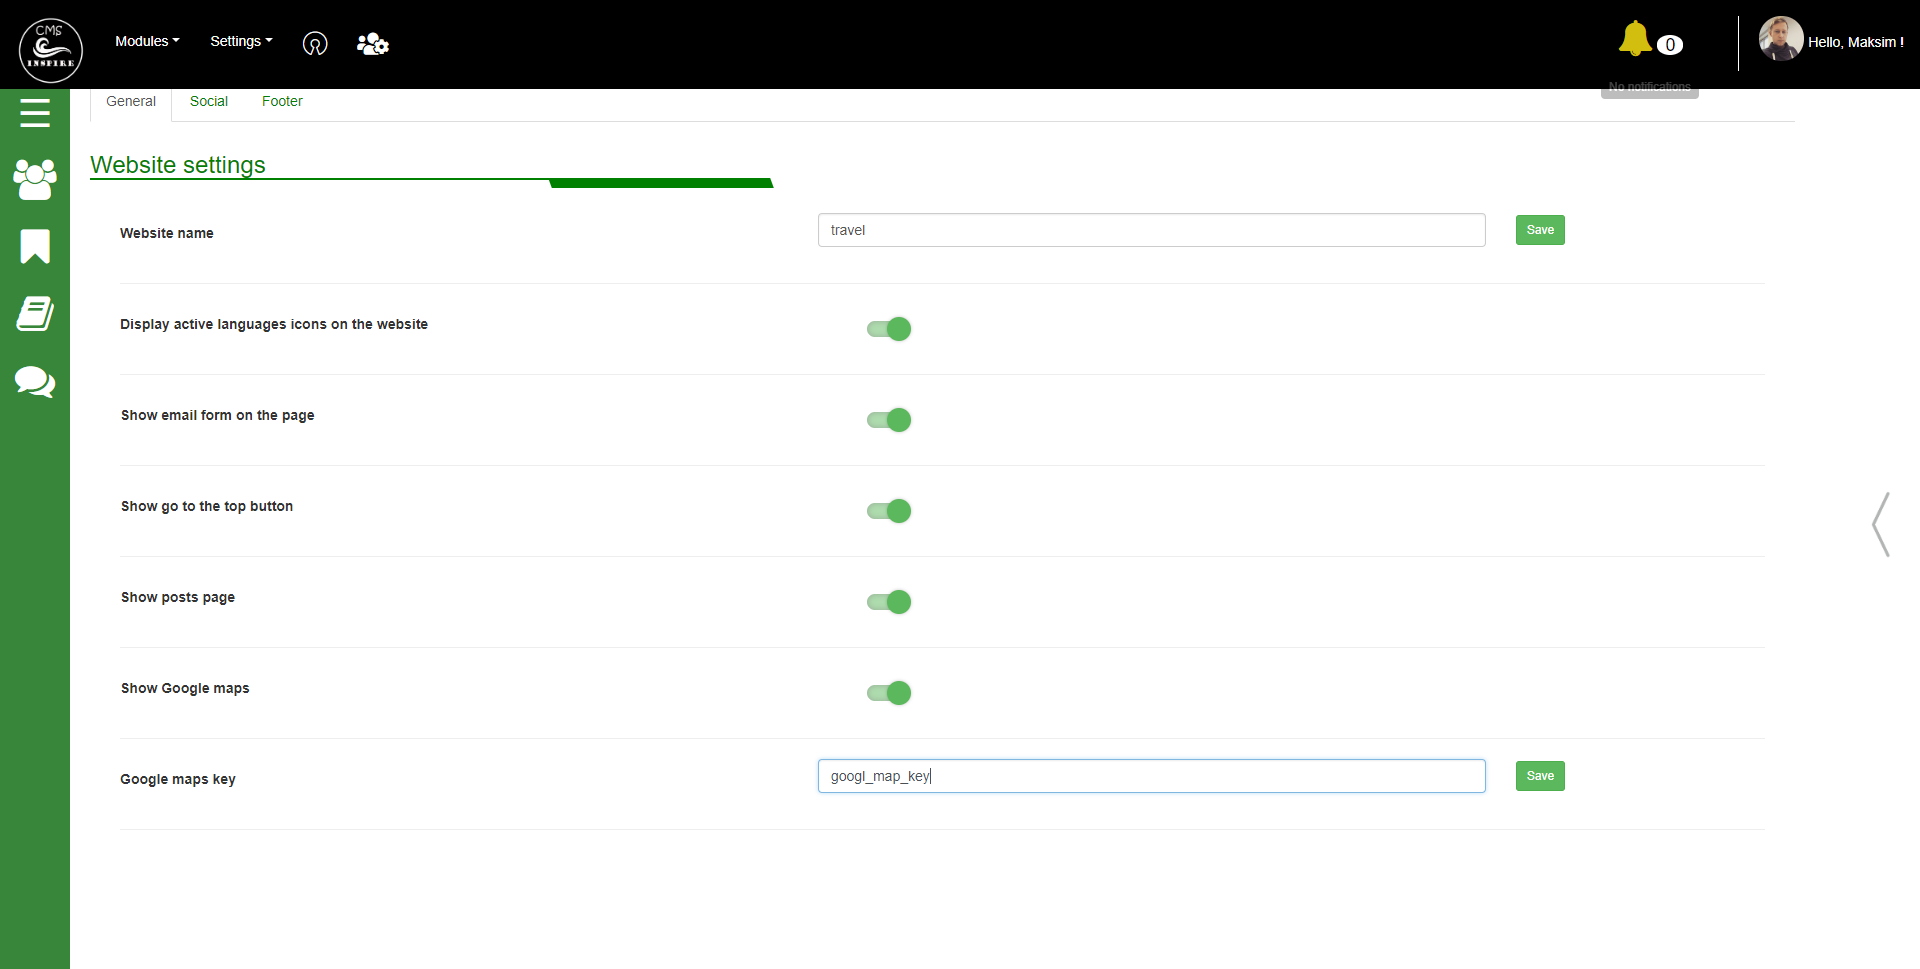 CMS
INSPIRE
Modules
Settings
0
Hello, Maksim !
No notifications
General Social Footer
Website settings
Website name travel Save
Display active languages icons on the website
Show email form on the page
Show go to the top button
Show posts page
Show Google maps
Google maps key googl_map_key Save